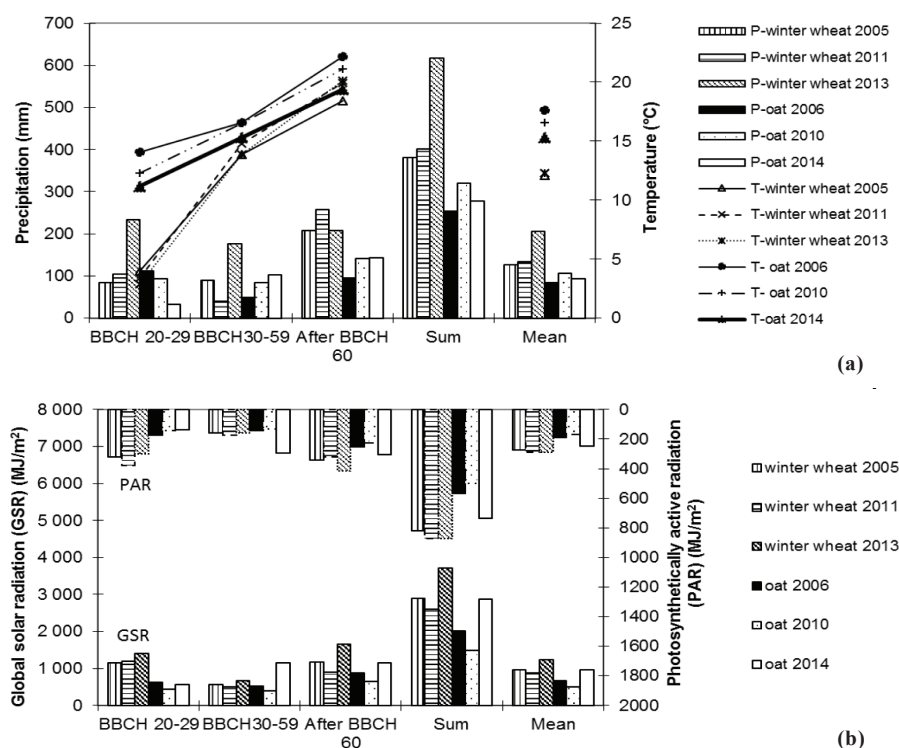 700
600
500
400
300
200
100
0
Precipitation (mm)
25
20
15
10
5
0
Temperature (°C)
BBCH 20-29
BBCH30-59
After BBCH
60
Sum
Mean
P-winter wheat 2005
P-winter wheat 2011
P-winter wheat 2013
P-oat 2006
P-oat 2010
P-oat 2014
T-winter wheat 2005
T-winter wheat 2011
T-winter wheat 2013
T- oat 2006
T- oat 2010
T-oat 2014
(a)
8 000
7 000
6 000
5 000
4 000
3 000
2 000
1 000
0
Global solar radiation (GSR) (MJ/m²)
PAR
GSR
0
200
400
600
800
1000
1200
1400
1600
1800
2000
Photosynthetically active radiation
(PAR) (MJ/m²)
BBCH 20-29
BBCH30-59
After BBCH
60
Sum
Mean
winter wheat 2005
winter wheat 2011
winter wheat 2013
oat 2006
oat 2010
oat 2014
(b)